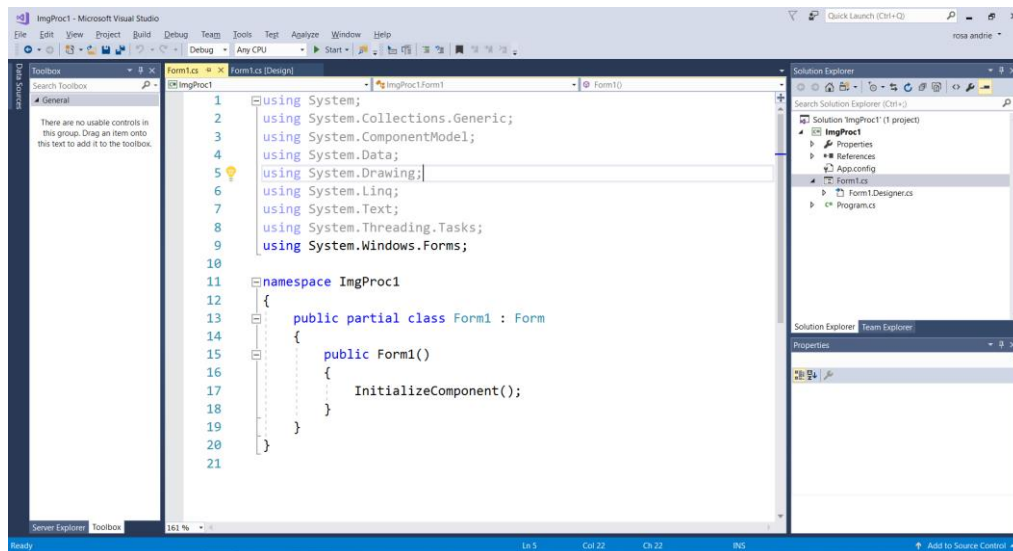 ImgProc1 - Microsoft Visual Studio
Quick Launch (Ctrl+Q)
File Edit View Project Build Debug Team Tools Test Analyze Window Help
rosa andrie
Debug Any CPU Start
Data Sources
Toolbox
Search Toolbox
General
There are no usable controls in
this group. Drag an item onto
this text to add it to the toolbox.
Server Explorer Toolbox
Form1.cs Form1.cs [Design]
ImgProc1 ImgProc1.Form1 Form1()
1 using System;
2 using System.Collections.Generic;
3 using System.ComponentModel;
4 using System.Data;
5 using System.Drawing;
6 using System.Linq;
7 using System.Text;
8 using System.Threading.Tasks;
9 using System.Windows.Forms;
10
11 namespace ImgProc1
12 {
13 public partial class Form1 : Form
14 {
15 public Form1()
16 {
17 InitializeComponent();
18 }
19 }
20 }
21
161 %
Solution Explorer
Search Solution Explorer (Ctrl+;)
Solution 'ImgProc1' (1 project)
ImgProc1
Properties
References
App.config
Form1.cs
Form1.Designer.cs
C# Program.cs
Solution Explorer Team Explorer
Properties
Ready Ln 5 Col 22 Ch 22 INS Add to Source Control